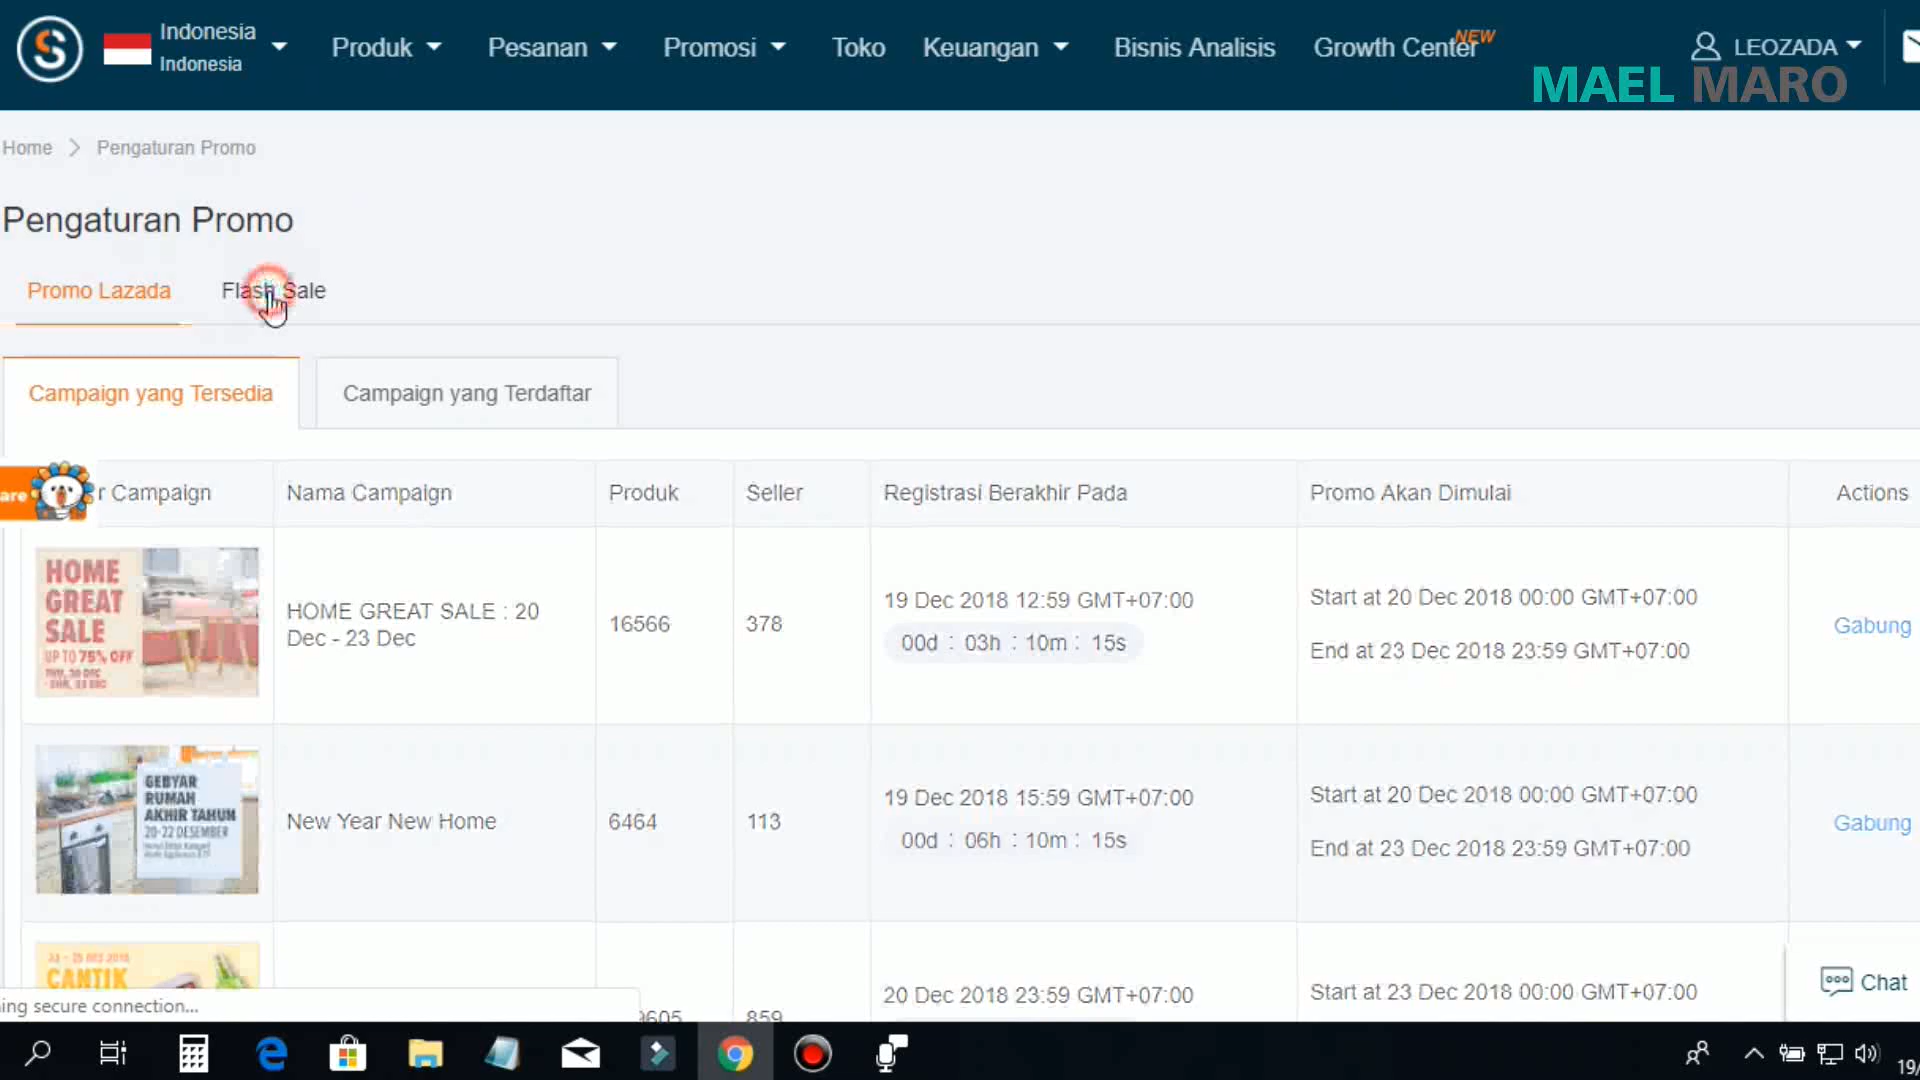 Indonesia
Indonesia
Produk
Pesanan
Promosi
Toko
Keuangan
Bisnis Analisis
Growth Center
NEW
LEOZADA
MAEL MARO
Home
Pengaturan Promo
Pengaturan Promo
Promo Lazada
Flash Sale
Campaign yang Tersedia
Campaign yang Terdaftar
are
r Campaign
Nama Campaign
Produk
Seller
Registrasi Berakhir Pada
Promo Akan Dimulai
Actions
HOME
GREAT
SALE
UP TO 75% OFF
HOME GREAT SALE : 20
Dec - 23 Dec
16566
378
19 Dec 2018 12:59 GMT+07:00
00d : 03h : 10m : 15s
Start at 20 Dec 2018 00:00 GMT+07:00
End at 23 Dec 2018 23:59 GMT+07:00
Gabung
GEBYAR
RUMAH
AKHIR TAHUN
20-22 DESEMBER
New Year New Home
6464
113
19 Dec 2018 15:59 GMT+07:00
00d : 06h : 10m : 15s
Start at 20 Dec 2018 00:00 GMT+07:00
End at 23 Dec 2018 23:59 GMT+07:00
Gabung
CANTIK
9605
859
20 Dec 2018 23:59 GMT+07:00
Start at 23 Dec 2018 00:00 GMT+07:00
Chat
ing secure connection...
19/